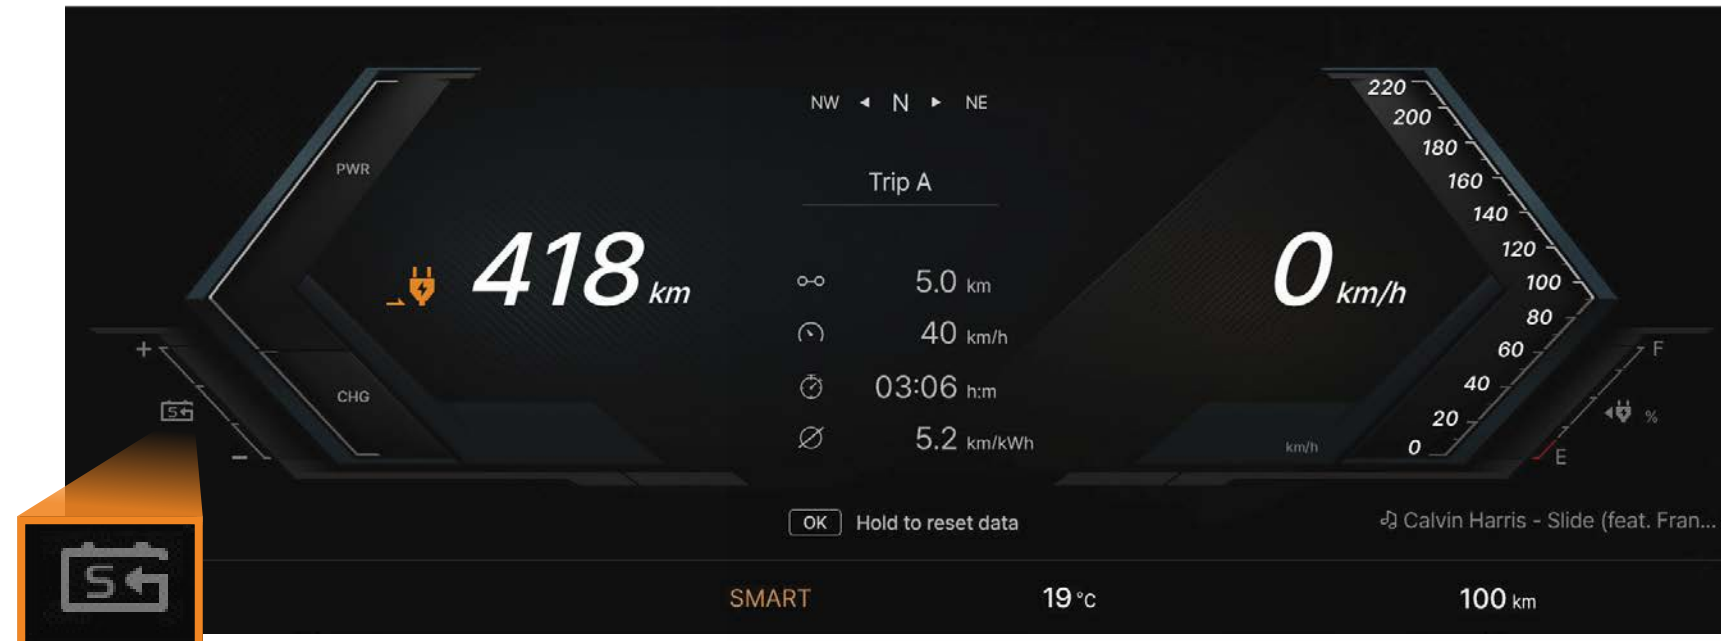 NW N NE
Trip A
PWR
418 km
CHG
+
S
−
5.0 km
40 km/h
03:06 h:m
5.2 km/kWh
OK Hold to reset data
0 km/h
220
200
180
160
140
120
100
80
60
40
20
0
km/h
F
%
E
Calvin Harris - Slide (feat. Fran...
S
SMART
19 °C
100 km